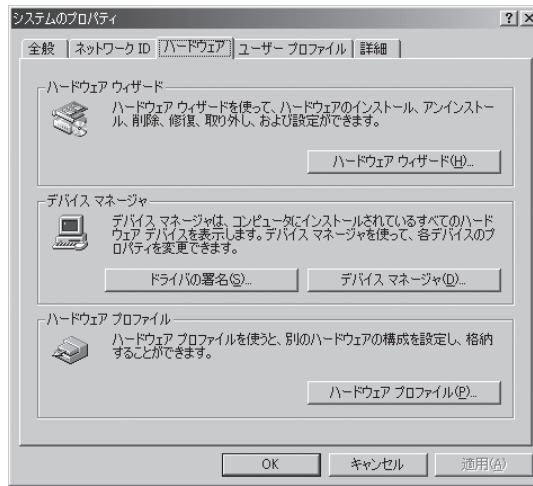 システムのプロパティ
全般 ネットワーク ID ハードウェア ユーザー プロファイル 詳細
ハードウェア ウィザード
ハードウェア ウィザードを使って、ハードウェアのインストール、アンインストー
ル、削除、修復、取り外し、および設定ができます。
ハードウェア ウィザード(H)...
デバイス マネージャ
デバイス マネージャは、コンピュータにインストールされているすべてのハード
ウェア デバイスを表示します。デバイス マネージャを使って、各デバイスのプ
ロパティを変更できます。
ドライバの署名(S)... デバイス マネージャ(D)...
ハードウェア プロファイル
ハードウェア プロファイルを使うと、別のハードウェアの構成を設定し、格納
することができます。
ハードウェア プロファイル(P)...
OK キャンセル 適用(A)